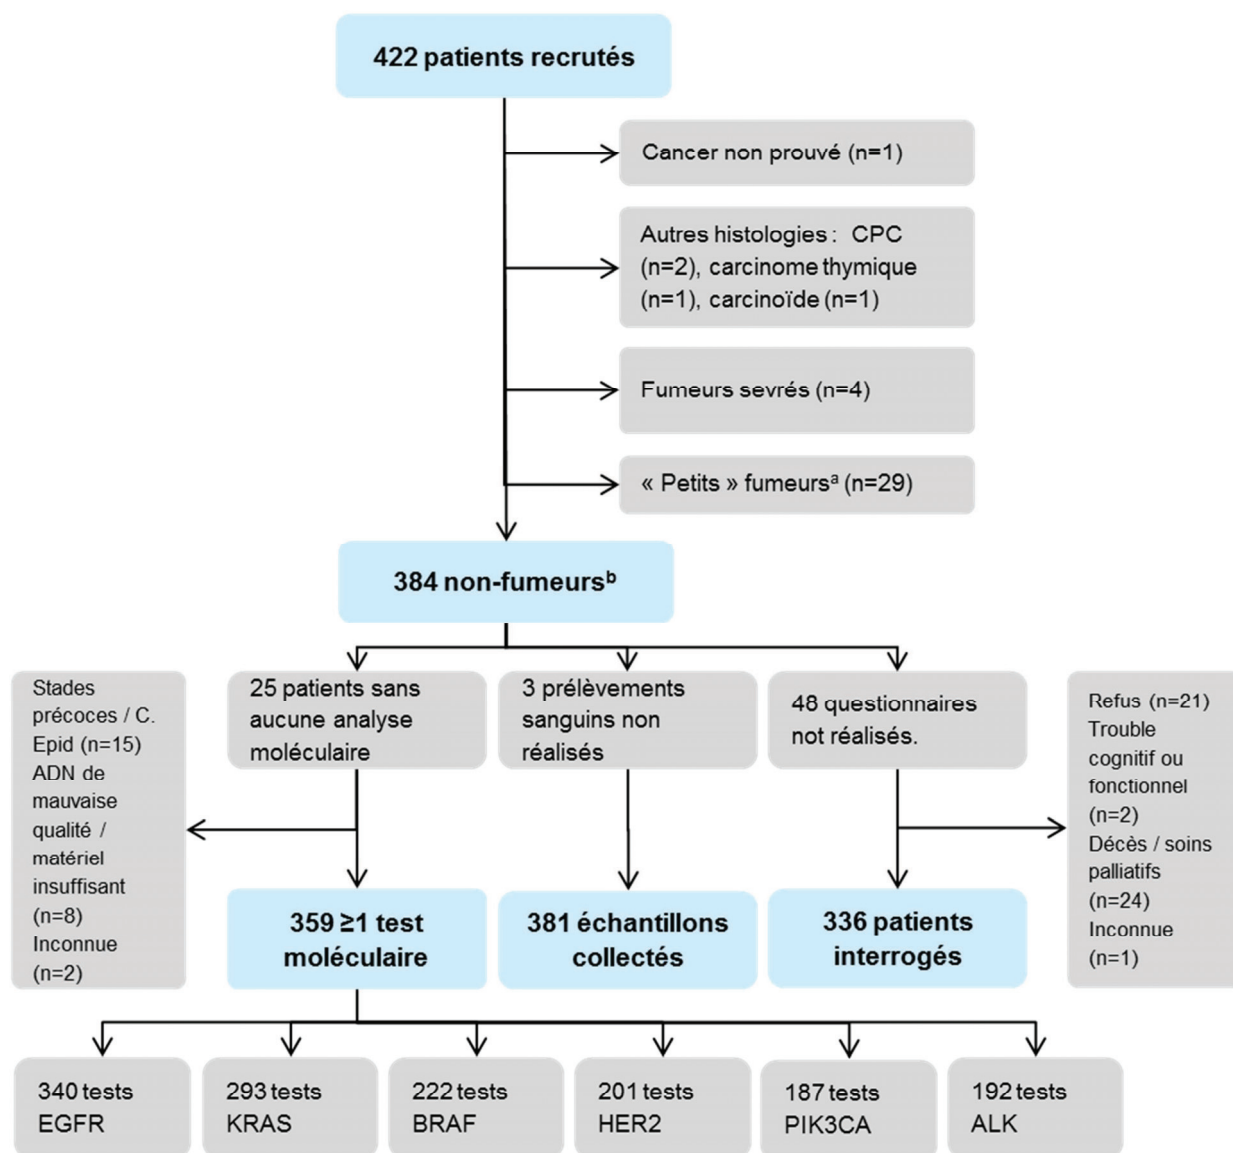 422 patients recrutés
Cancer non prouvé (n=1)
Autres histologies : CPC
(n=2), carcinome thymique
(n=1), carcinoïde (n=1)
Fumeurs sevrés (n=4)
« Petits » fumeursᵃ (n=29)
384 non-fumeursᵇ
Stades
précoces / C.
Epid (n=15)
ADN de
mauvaise
qualité /
matériel
insuffisant
(n=8)
Inconnue
(n=2)
25 patients sans
aucune analyse
moléculaire
3 prélèvements
sanguins non
réalisés
48 questionnaires
not réalisés.
Refus (n=21)
Trouble
cognitif ou
fonctionnel
(n=2)
Décès / soins
palliatifs
(n=24)
Inconnue
(n=1)
359 ≥1 test
moléculaire
381 échantillons
collectés
336 patients
interrogés
340 tests
EGFR
293 tests
KRAS
222 tests
BRAF
201 tests
HER2
187 tests
PIK3CA
192 tests
ALK